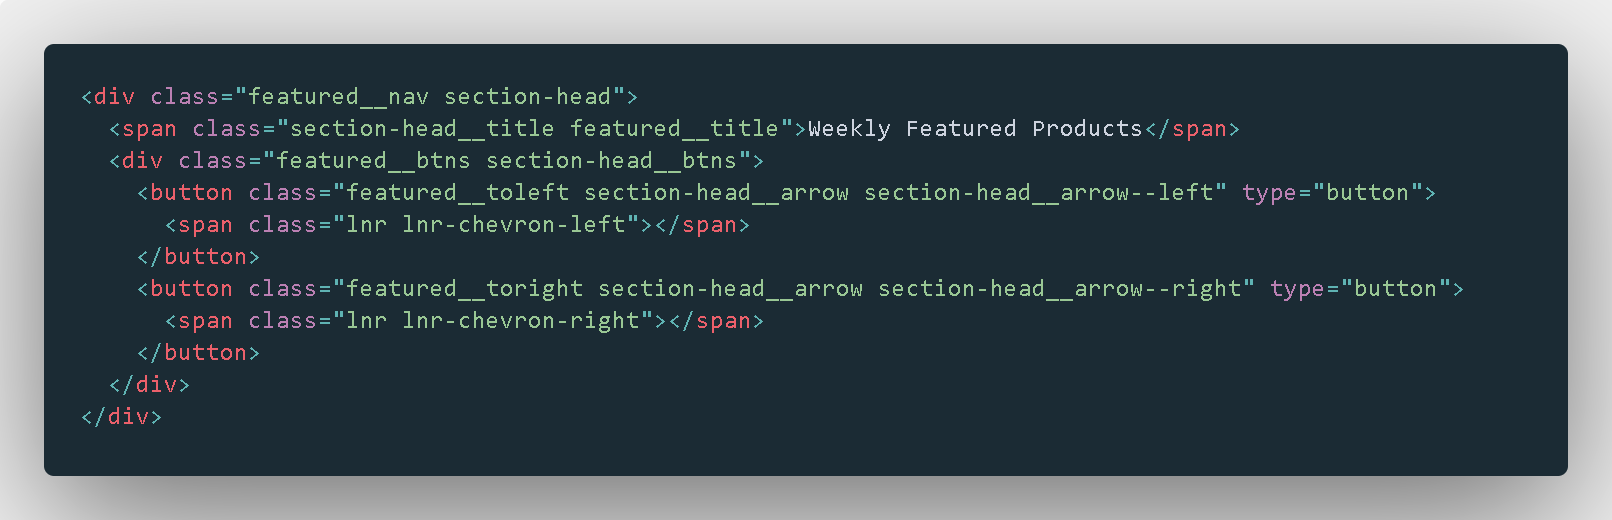 <div class="featured__nav section-head">
  <span class="section-head__title featured__title">Weekly Featured Products</span>
  <div class="featured__btns section-head__btns">
    <button class="featured__toleft section-head__arrow section-head__arrow--left" type="button">
      <span class="lnr lnr-chevron-left"></span>
    </button>
    <button class="featured__toright section-head__arrow section-head__arrow--right" type="button">
      <span class="lnr lnr-chevron-right"></span>
    </button>
  </div>
</div>